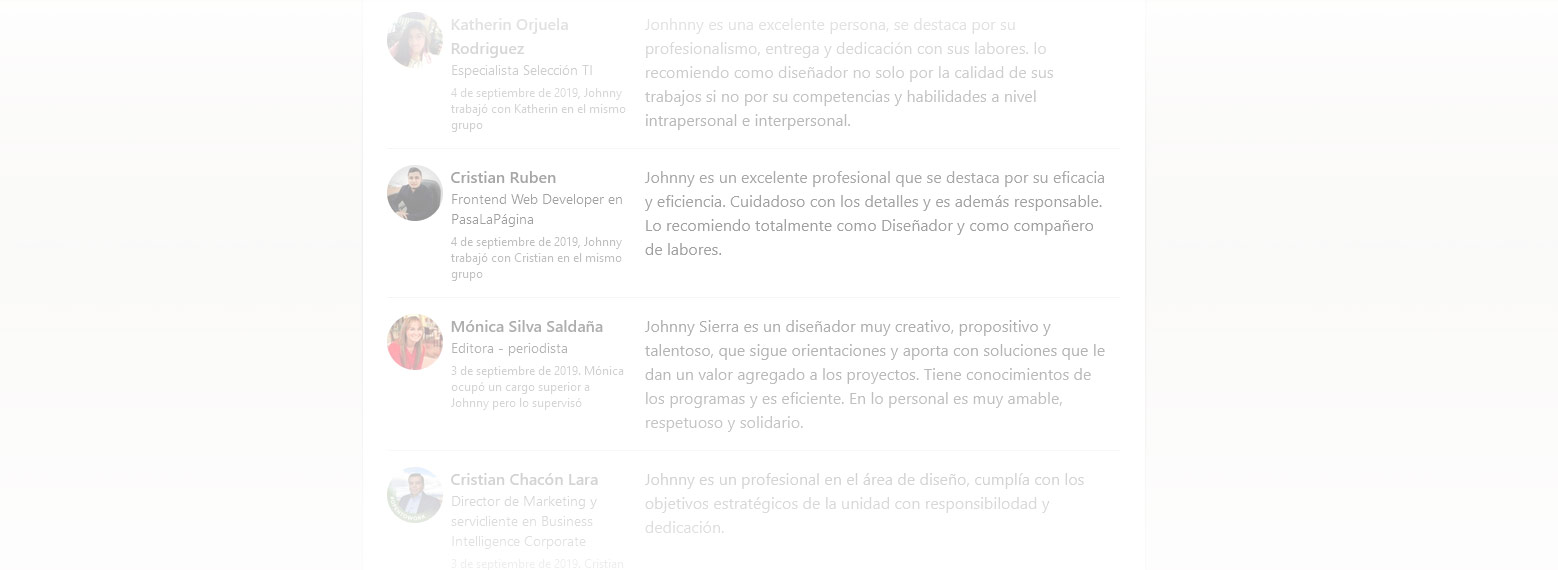 Katherin Orjuela
Rodriguez
Especialista Selección TI
4 de septiembre de 2019, Johnny
trabajó con Katherin en el mismo
grupo
Jonhnny es una excelente persona, se destaca por su
profesionalismo, entrega y dedicación con sus labores. lo
recomiendo como diseñador no solo por la calidad de sus
trabajos si no por su competencias y habilidades a nivel
intrapersonal e interpersonal.
Cristian Ruben
Frontend Web Developer en
PasaLaPágina
4 de septiembre de 2019, Johnny
trabajó con Cristian en el mismo
grupo
Johnny es un excelente profesional que se destaca por su eficacia
y eficiencia. Cuidadoso con los detalles y es además responsable.
Lo recomiendo totalmente como Diseñador y como compañero
de labores.
Mónica Silva Saldaña
Editora - periodista
3 de septiembre de 2019. Mónica
ocupó un cargo superior a
Johnny pero lo supervisó
Johnny Sierra es un diseñador muy creativo, propositivo y
talentoso, que sigue orientaciones y aporta con soluciones que le
dan un valor agregado a los proyectos. Tiene conocimientos de
los programas y es eficiente. En lo personal es muy amable,
respetuoso y solidario.
Cristian Chacón Lara
Director de Marketing y
servicliente en Business
Intelligence Corporate
3 de septiembre de 2019. Cristian
Johnny es un profesional en el área de diseño, cumplía con los
objetivos estratégicos de la unidad con responsibilodad y
dedicación.